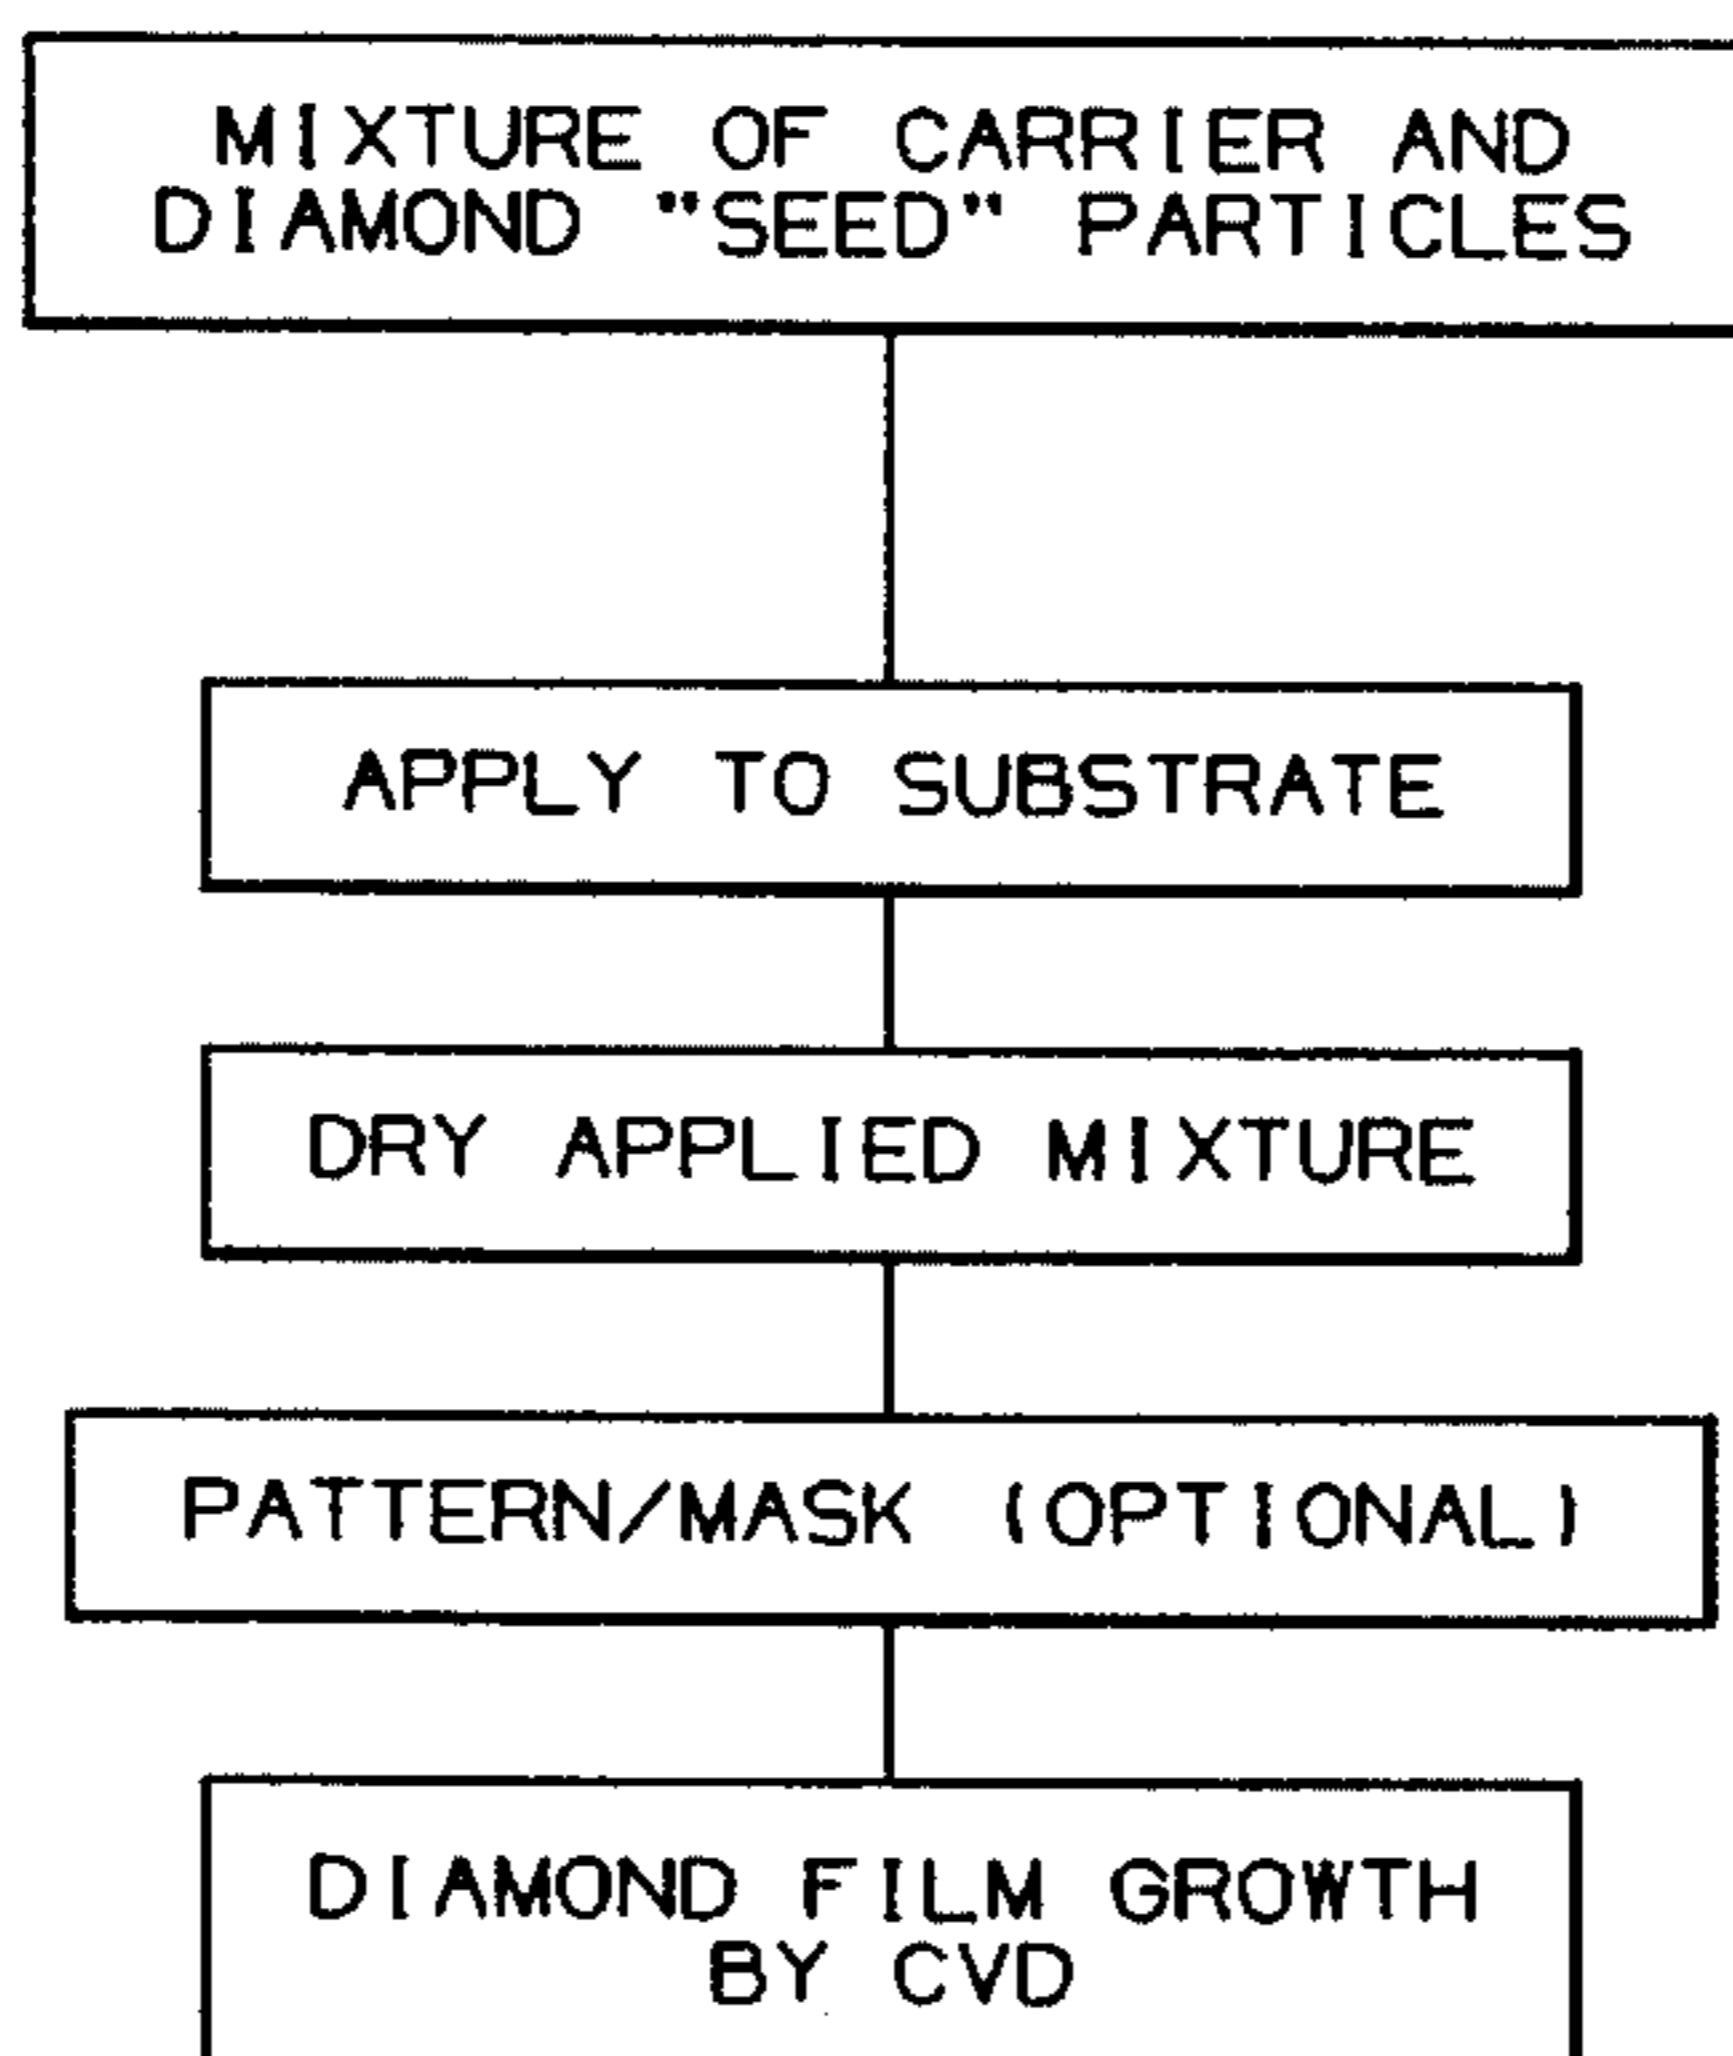 MIXTURE OF CARRIER AND
DIAMOND "SEED" PARTICLES
APPLY TO SUBSTRATE
DRY APPLIED MIXTURE
PATTERN/MASK (OPTIONAL)
DIAMOND FILM GROWTH
BY CVD